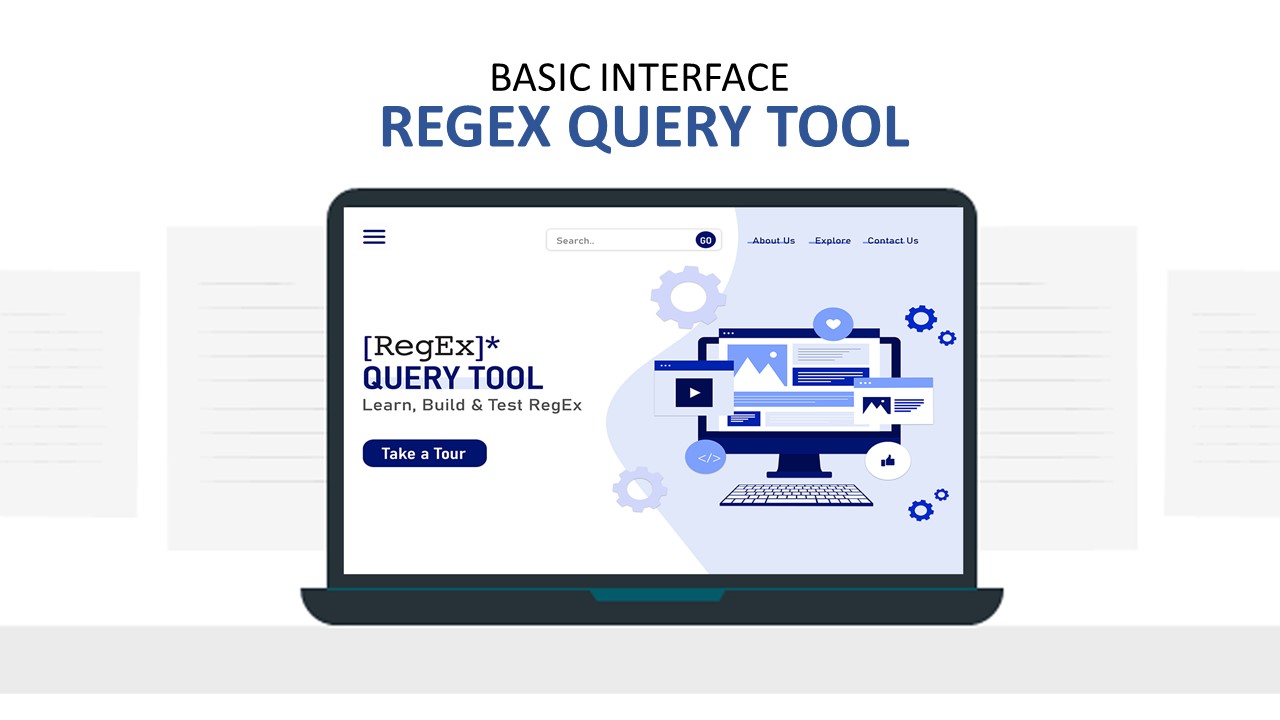 BASIC INTERFACE
REGEX QUERY TOOL
Search..
GO
About Us
Explore
Contact Us
[RegEx]*
QUERY TOOL
Learn, Build & Test RegEx
Take a Tour
</>